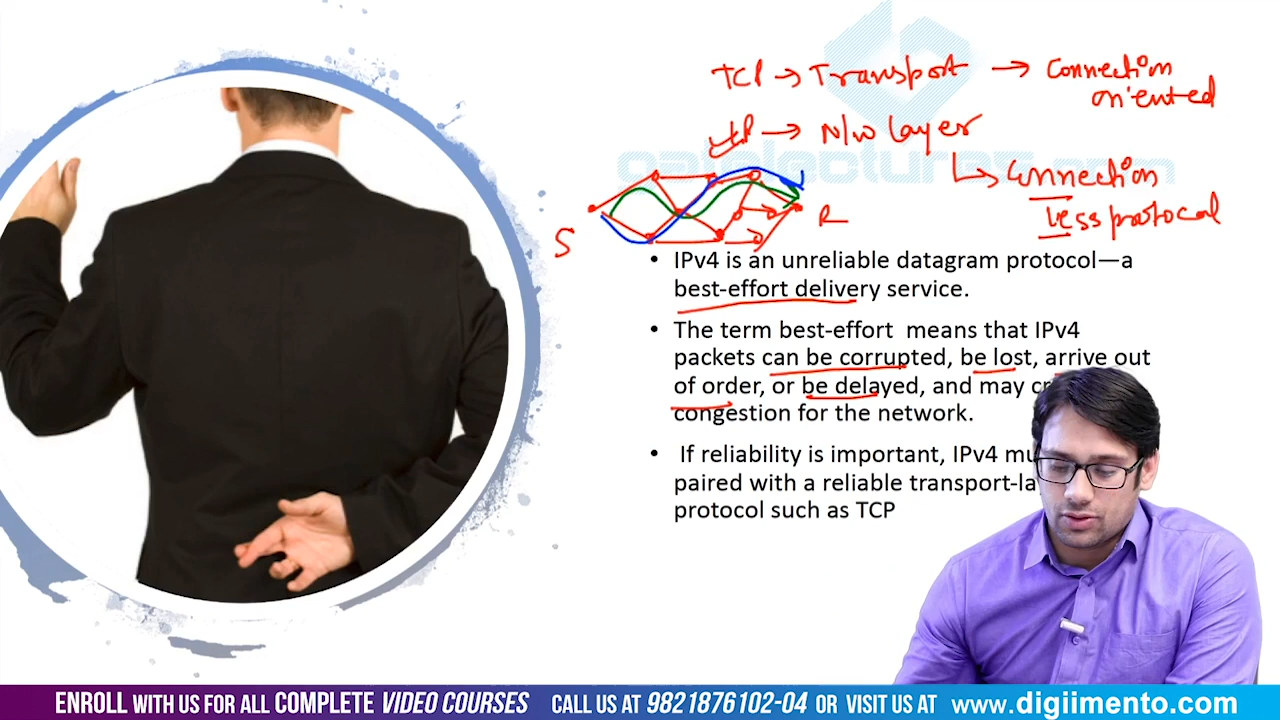 TCP → Transport → Connection
oriented
IP → N/W layer
↳ Connection
less protocol
S
R
• IPv4 is an unreliable datagram protocol—a
best-effort delivery service.
• The term best-effort means that IPv4
packets can be corrupted, be lost, arrive out
of order, or be delayed, and may
congestion for the network.
• If reliability is important, IPv4
paired with a reliable
protocol such as TCP
ENROLL WITH US FOR ALL COMPLETE VIDEO COURSES CALL US AT 9821876102-04 OR VISIT US AT www.digiimento.com